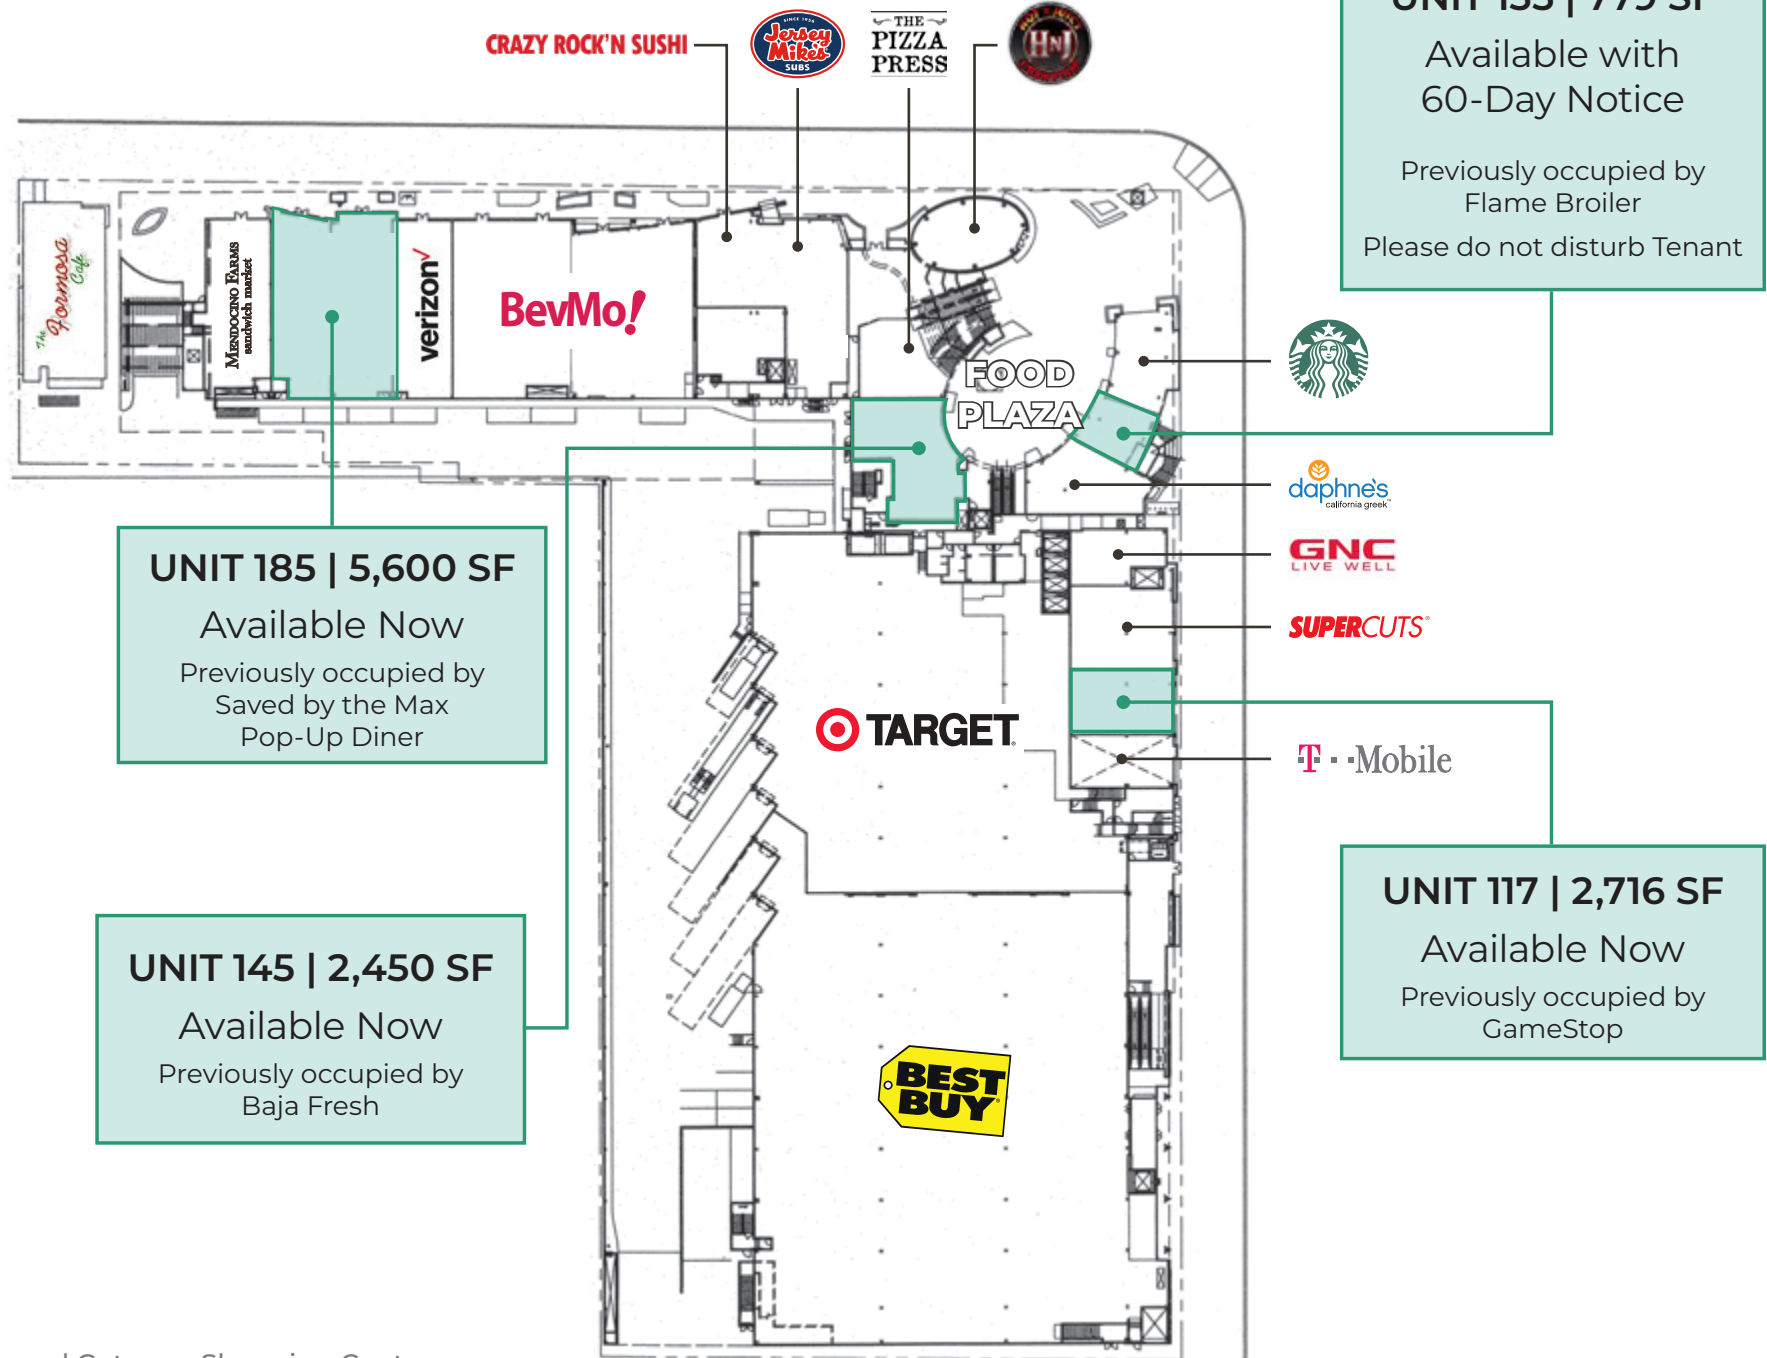 CRAZY ROCK'N SUSHI
SINCE 1956
Jersey
Mike's
SUBS
THE
PIZZA
PRESS
HNJ
Available with
60-Day Notice
Previously occupied by
Flame Broiler
Please do not disturb Tenant
The
Formosa
Cafe
MENDOCINO FARMS
sandwich market
verizon
BevMo!
FOOD
PLAZA
daphne's
california greek
GNC
LIVE WELL
SUPERCUTS
T··Mobile
UNIT 185 | 5,600 SF
Available Now
Previously occupied by
Saved by the Max
Pop-Up Diner
TARGET
UNIT 145 | 2,450 SF
Available Now
Previously occupied by
Baja Fresh
UNIT 117 | 2,716 SF
Available Now
Previously occupied by
GameStop
BEST
BUY